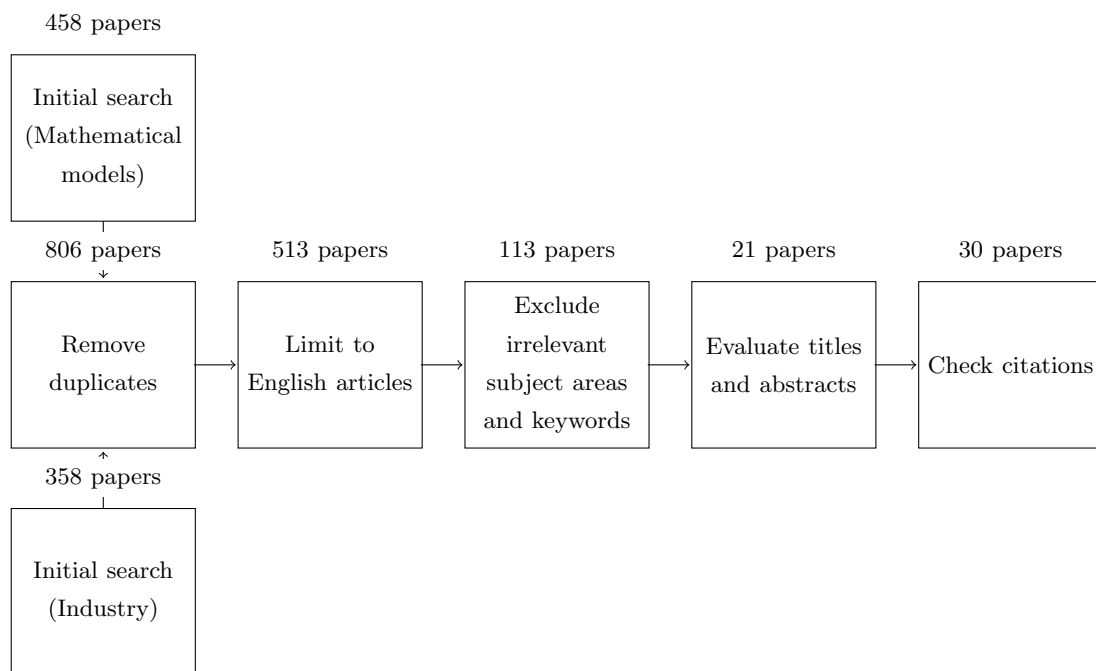 458 papers
Initial search
(Mathematical
models)
806 papers
Remove
duplicates
513 papers
Limit to
English articles
113 papers
Exclude
irrelevant
subject areas
and keywords
21 papers
Evaluate titles
and abstracts
30 papers
Check citations
358 papers
Initial search
(Industry)